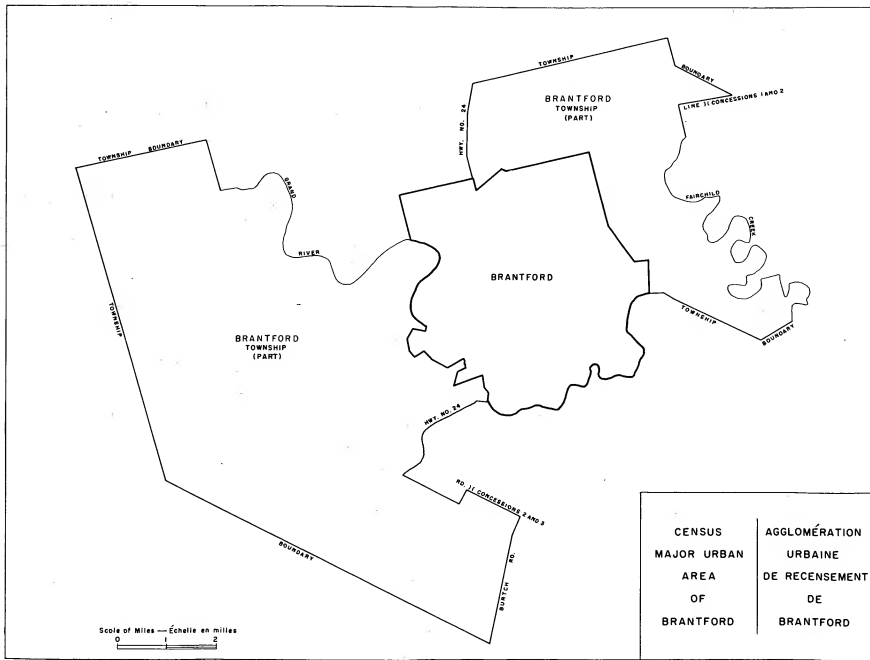 TOWNSHIP
BOUNDARY
LINE )( CONCESSIONS 1 AND 2
BRANTFORD
TOWNSHIP
(PART)
HWY. NO. 24
TOWNSHIP BOUNDARY
GRAND
RIVER
FAIRCHILD
CREEK
BRANTFORD
TOWNSHIP
BOUNDARY
TOWNSHIP
BRANTFORD
TOWNSHIP
(PART)
HWY. NO. 24
RD. )( CONCESSIONS 2 AND 3
BURTCH RD.
BOUNDARY
CENSUS
MAJOR URBAN
AREA
OF
BRANTFORD
AGGLOMÉRATION
URBAINE
DE RECENSEMENT
DE
BRANTFORD
Scale of Miles — Échelle en milles
0 1 2